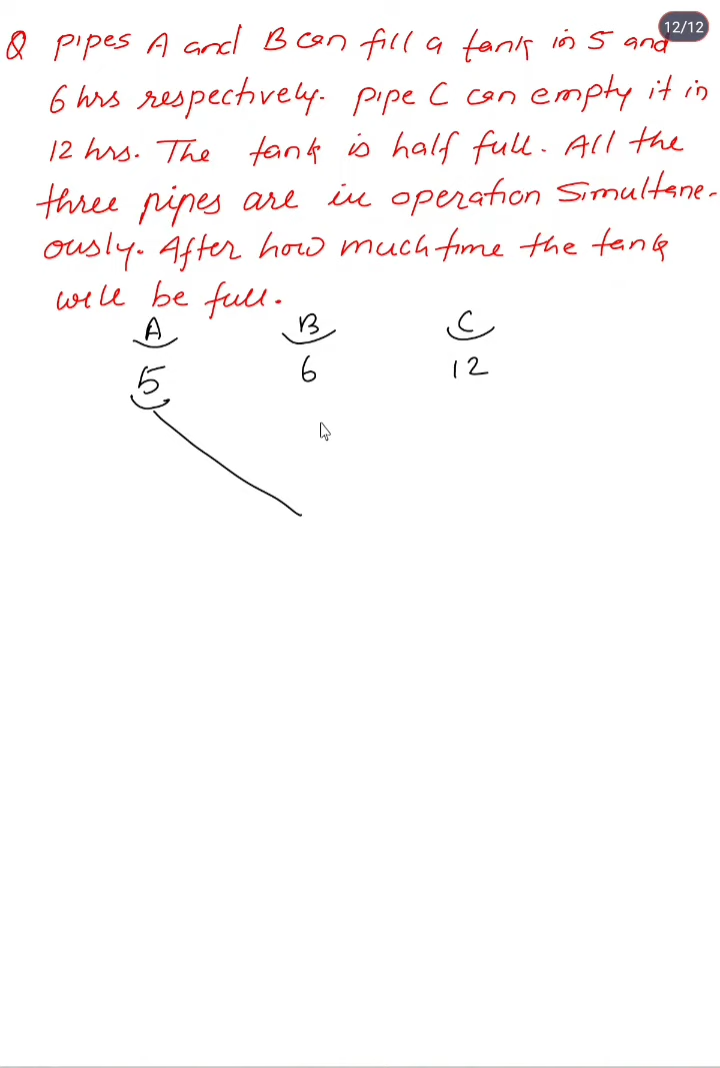 Q pipes A and B can fill a tank in 5 and
12/12
6 hrs respectively. pipe C can empty it in
12 hrs. The tank is half full. All the
three pipes are in operation Simultane-
ously. After how much time the tank
will be full.
A B C
5 6 12